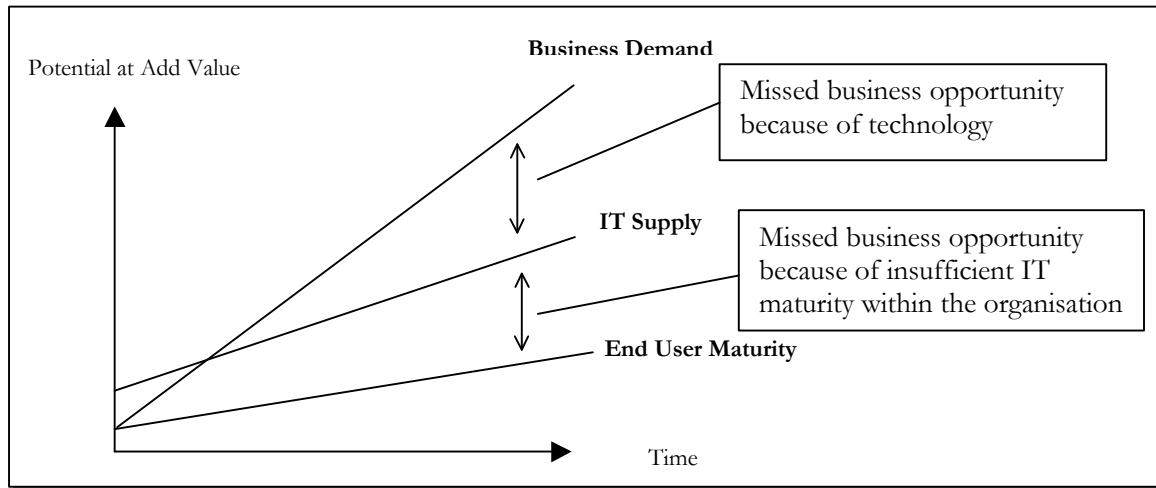 Business Demand
Potential at Add Value
Missed business opportunity
because of technology
IT Supply
Missed business opportunity
because of insufficient IT
maturity within the organisation
End User Maturity
Time